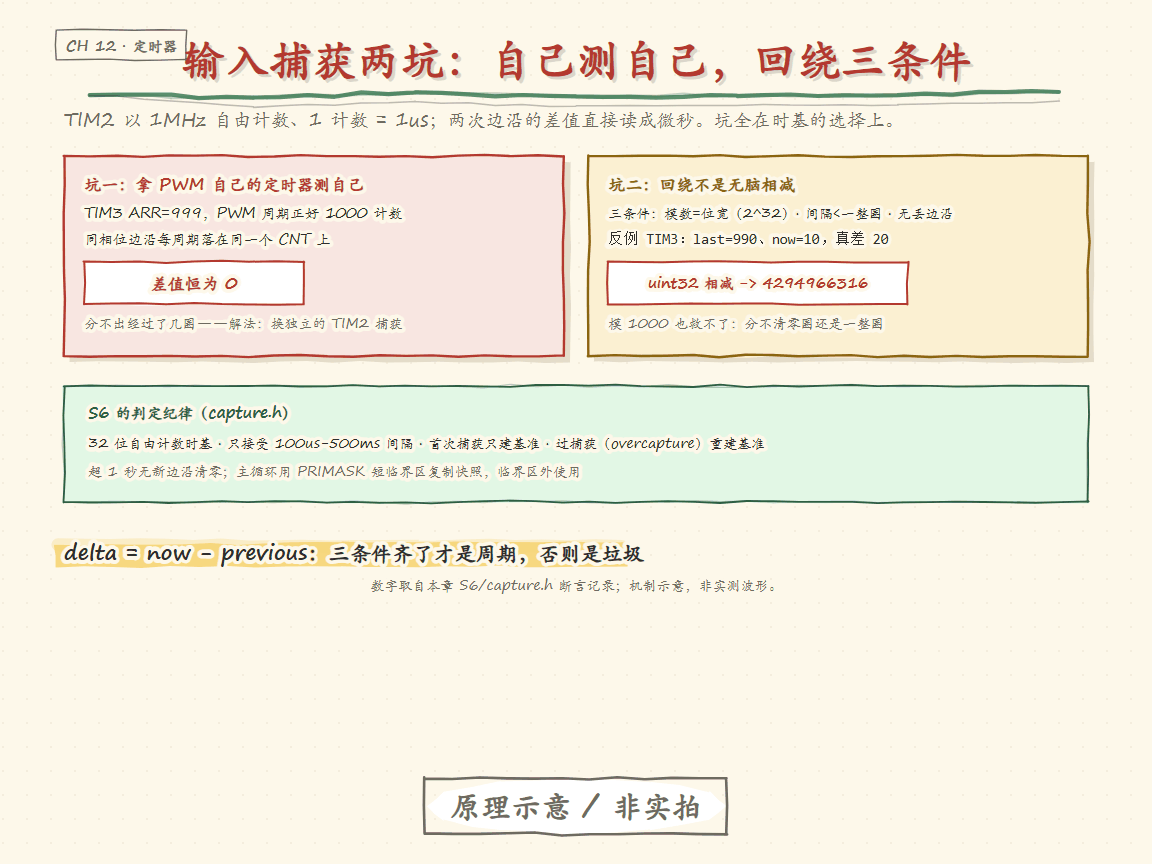 CH 12 · 定时器
输入捕获两坑：自己测自己，回绕三条件
TIM2 以 1MHz 自由计数、1 计数 = 1us；两次边沿的差值直接读成微秒。坑全在时基的选择上。
坑一：拿 PWM 自己的定时器测自己
TIM3 ARR=999，PWM 周期正好 1000 计数
同相位边沿每周期落在同一个 CNT 上
差值恒为 0
分不出经过了几圈——解法：换独立的 TIM2 捕获
坑二：回绕不是无脑相减
三条件：模数=位宽（2^32）· 间隔<一整圈 · 无丢边沿
反例 TIM3：last=990、now=10，真差 20
uint32 相减 -> 4294966316
模 1000 也救不了：分不清零圈还是一整圈
S6 的判定纪律（capture.h）
32 位自由计数时基 · 只接受 100us-500ms 间隔 · 首次捕获只建基准 · 过捕获（overcapture）重建基准
超 1 秒无新边沿清零；主循环用 PRIMASK 短临界区复制快照，临界区外使用
delta = now - previous：三条件齐了才是周期，否则是垃圾
数字取自本章 S6/capture.h 断言记录；机制示意，非实测波形。
原理示意 / 非实拍